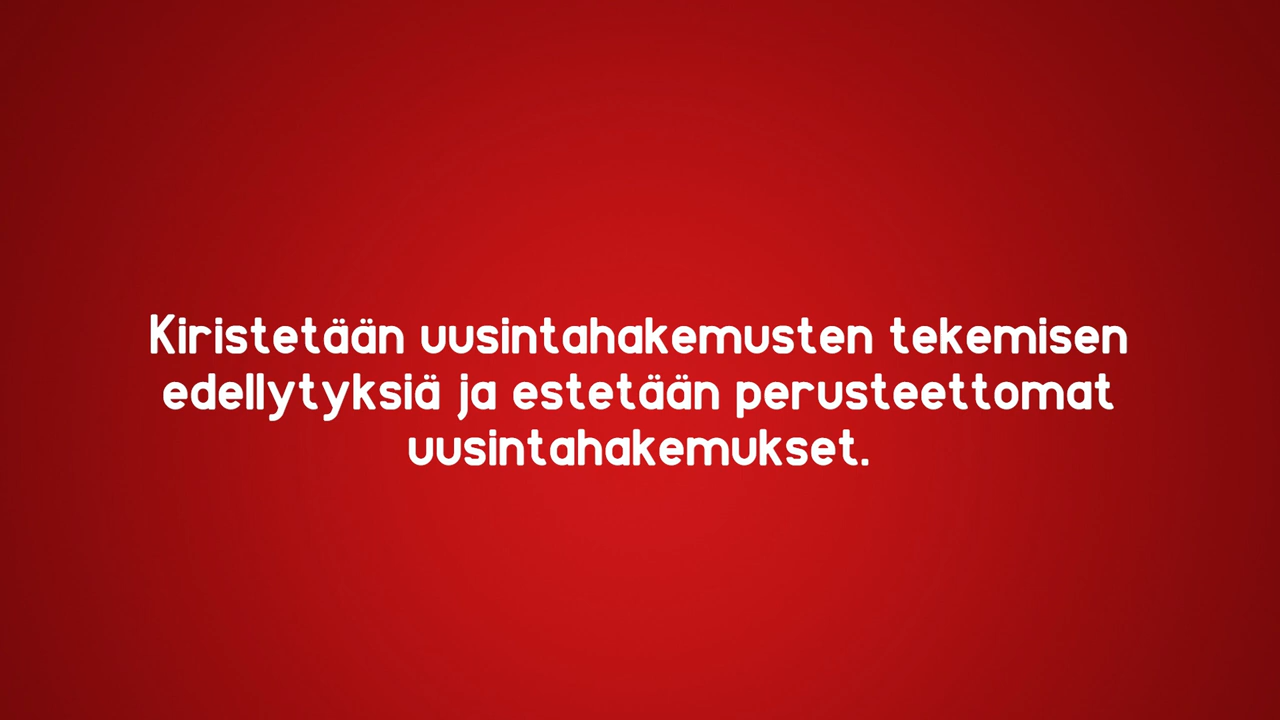 Kiristetään uusintahakemusten tekemisen
edellytyksiä ja estetään perusteettomat
uusintahakemukset.